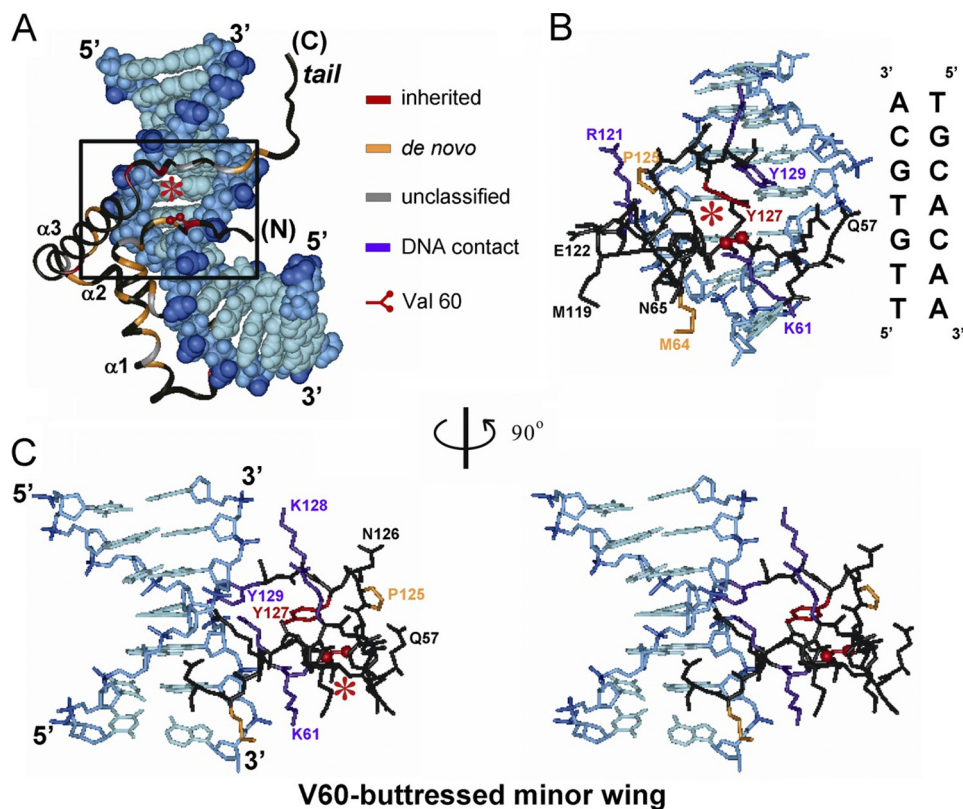 A
5’
3’
(C)
tail
inherited
de novo
unclassified
DNA contact
Val 60
*
α3
(N)
α2
5’
α1
3’
B
3’ 5’
A T
C G
G C
T A
G C
T A
T A
5’ 3’
R121
P125
Y129
*
Y127
Q57
E122
M119
N65
K61
M64
90o
C
5’
3’
K128
N126
Y129
P125
Y127
Q57
*
K61
5’
3’
V60-buttressed minor wing